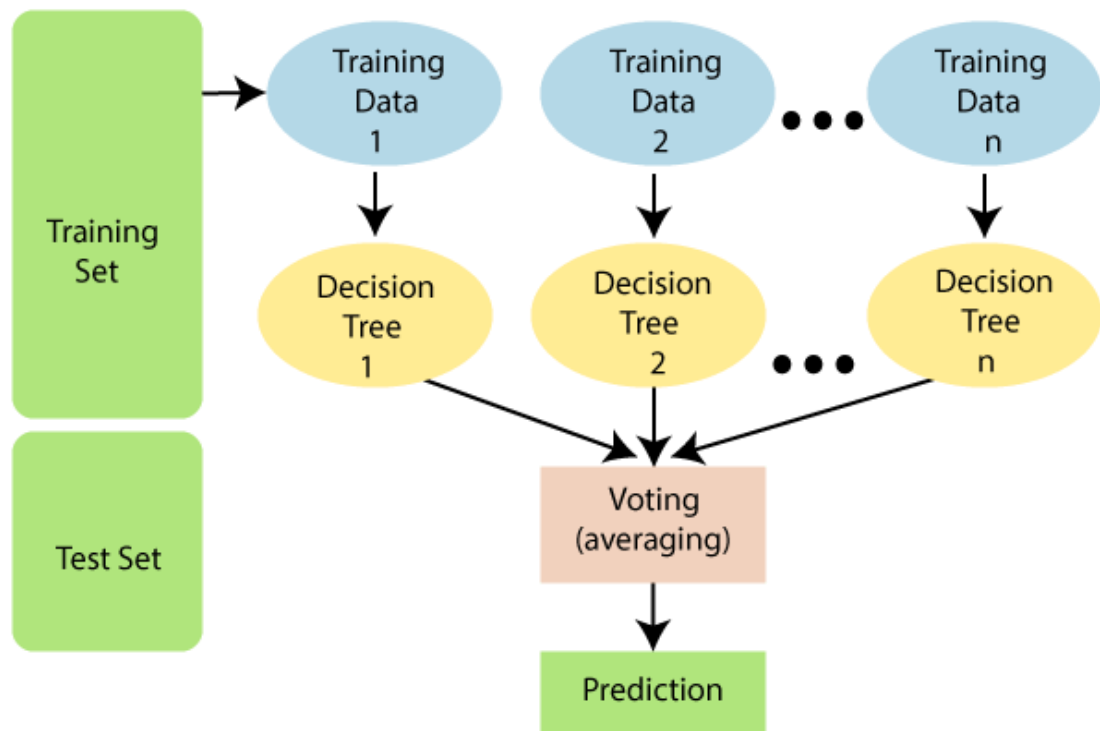 Training
Set
Test Set
Training
Data
1
Training
Data
2
Training
Data
n
Decision
Tree
1
Decision
Tree
2
Decision
Tree
n
Voting
(averaging)
Prediction